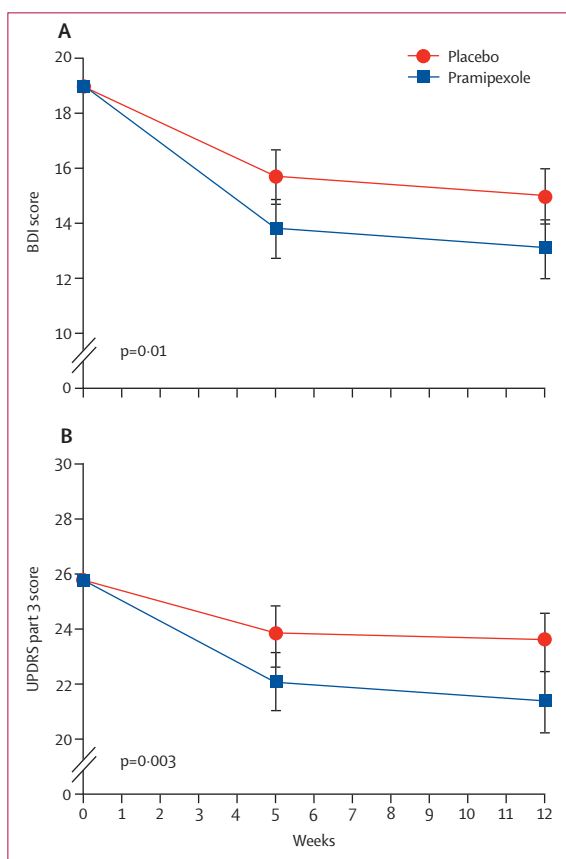 A
Placebo
Pramipexole
20
18
16
14
12
10
0
BDI score
p=0·01
B
30
28
26
24
22
20
0
UPDRS part 3 score
p=0·003
0 1 2 3 4 5 6 7 8 9 10 11 12
Weeks